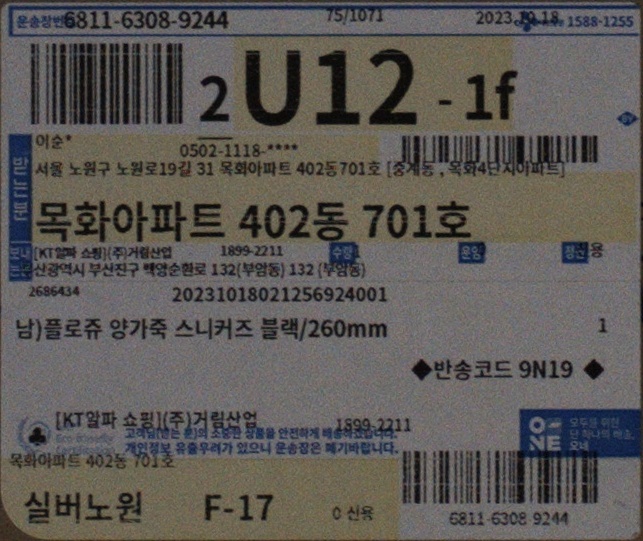 운송장번호 6811-6308-9244 75/1071 2023.10.18 1588-1255
2 U12 - 1f
이순*
0502-1118-****
서울 노원구 노원로19길 31 목화아파트 402동701호 [중계동 , 목화4단지아파트]
받는분
목화아파트 402동 701호
[KT알파 쇼핑](주)거림산업 1899-2211 수량 1 운임 정산 신용
부산광역시 부산진구 백양순환로 132(부암동) 132 (부암동)
2686434 20231018021256924001
남)플로쥬 양가죽 스니커즈 블랙/260mm 1
◆반송코드 9N19 ◆
[KT알파 쇼핑](주)거림산업 1899-2211
Eco-friendly 고객님(받는 분)의 소중한 상품을 안전하게 배송하겠습니다.
개인정보 유출우려가 있으니 운송장은 폐기바랍니다.
ONE 모두를 위한
단 하나의 배송,
오네
목화아파트 402동 701호
실버노원 F-17 0 신용
6811-6308-9244